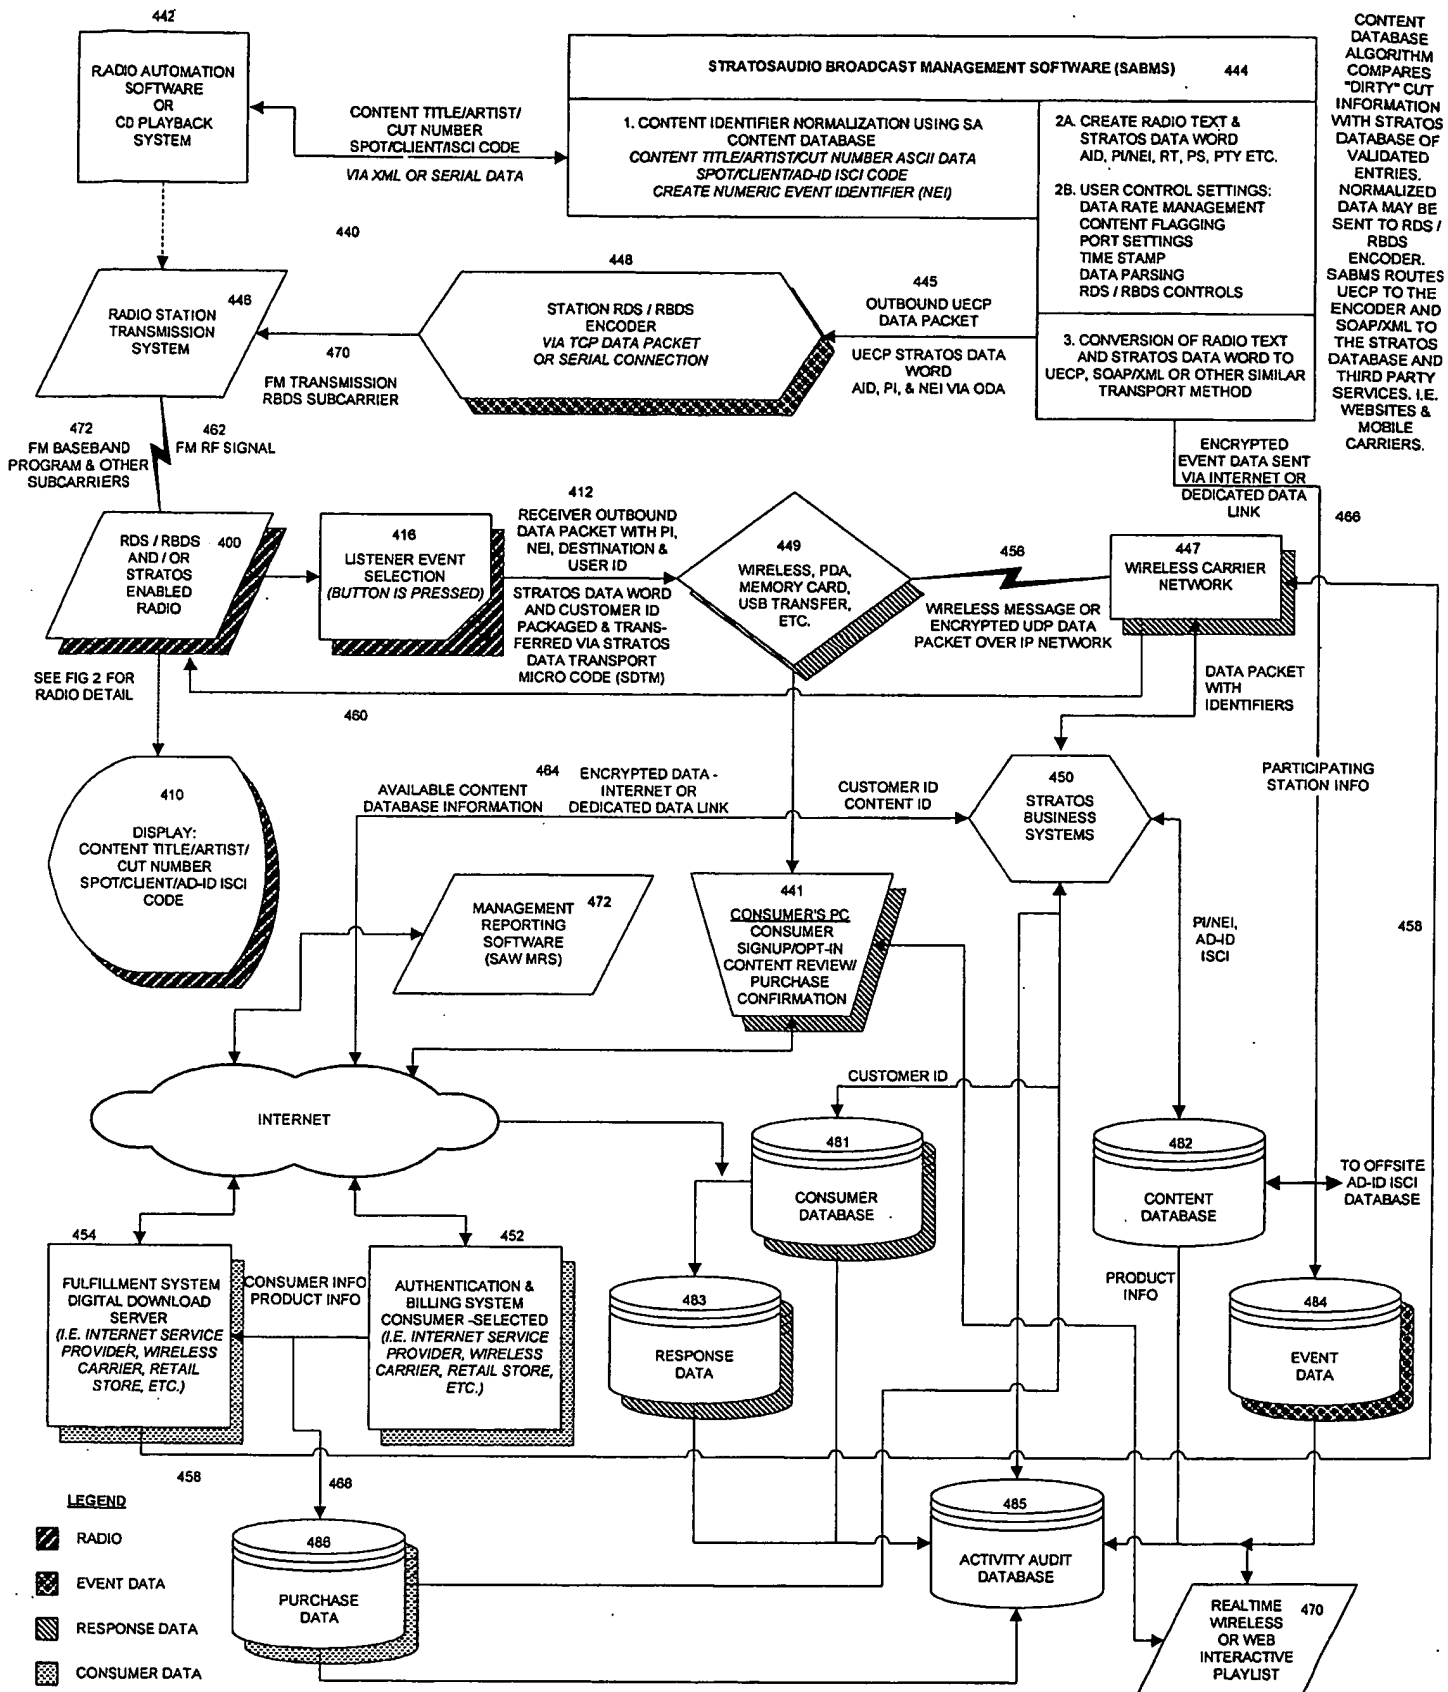 442
RADIO AUTOMATION
SOFTWARE
OR
CD PLAYBACK
SYSTEM
CONTENT TITLE/ARTIST/
CUT NUMBER
SPOT/CLIENT/ISCI CODE
VIA XML OR SERIAL DATA
STRATOSAUDIO BROADCAST MANAGEMENT SOFTWARE (SABMS) 444
1. CONTENT IDENTIFIER NORMALIZATION USING SA
CONTENT DATABASE
CONTENT TITLE/ARTIST/CUT NUMBER ASCII DATA
SPOT/CLIENT/AD-ID ISCI CODE
CREATE NUMERIC EVENT IDENTIFIER (NEI)
2A. CREATE RADIO TEXT &
STRATOS DATA WORD
AID, PI/NEI, RT, PS, PTY ETC.
2B. USER CONTROL SETTINGS:
DATA RATE MANAGEMENT
CONTENT FLAGGING
PORT SETTINGS
TIME STAMP
DATA PARSING
RDS / RBDS CONTROLS
3. CONVERSION OF RADIO TEXT
AND STRATOS DATA WORD TO
UECP, SOAP/XML OR OTHER SIMILAR
TRANSPORT METHOD
CONTENT
DATABASE
ALGORITHM
COMPARES
"DIRTY" CUT
INFORMATION
WITH STRATOS
DATABASE OF
VALIDATED
ENTRIES.
NORMALIZED
DATA MAY BE
SENT TO RDS /
RBDS
ENCODER.
SABMS ROUTES
UECP TO THE
ENCODER AND
SOAP/XML TO
THE STRATOS
DATABASE AND
THIRD PARTY
SERVICES. I.E.
WEBSITES &
MOBILE
CARRIERS.
440
446
RADIO STATION
TRANSMISSION
SYSTEM
470
FM TRANSMISSION
RBDS SUBCARRIER
448
STATION RDS / RBDS
ENCODER
VIA TCP DATA PACKET
OR SERIAL CONNECTION
445
OUTBOUND UECP
DATA PACKET
UECP STRATOS DATA
WORD
AID, PI, & NEI VIA ODA
472
FM BASEBAND
PROGRAM & OTHER
SUBCARRIERS
462
FM RF SIGNAL
ENCRYPTED
EVENT DATA SENT
VIA INTERNET OR
DEDICATED DATA
LINK
466
RDS / RBDS
AND / OR
STRATOS
ENABLED
RADIO
400
416
LISTENER EVENT
SELECTION
(BUTTON IS PRESSED)
412
RECEIVER OUTBOUND
DATA PACKET WITH PI,
NEI, DESTINATION &
USER ID
STRATOS DATA WORD
AND CUSTOMER ID
PACKAGED & TRANS-
FERRED VIA STRATOS
DATA TRANSPORT
MICRO CODE (SDTM)
449
WIRELESS, PDA,
MEMORY CARD,
USB TRANSFER,
ETC.
456
WIRELESS MESSAGE OR
ENCRYPTED UDP DATA
PACKET OVER IP NETWORK
447
WIRELESS CARRIER
NETWORK
SEE FIG 2 FOR
RADIO DETAIL
460
DATA PACKET
WITH
IDENTIFIERS
410
DISPLAY:
CONTENT TITLE/ARTIST/
CUT NUMBER
SPOT/CLIENT/AD-ID ISCI
CODE
AVAILABLE CONTENT
DATABASE INFORMATION
464
ENCRYPTED DATA -
INTERNET OR
DEDICATED DATA LINK
CUSTOMER ID
CONTENT ID
450
STRATOS
BUSINESS
SYSTEMS
PARTICIPATING
STATION INFO
MANAGEMENT
REPORTING
SOFTWARE
(SAW MRS)
472
441
CONSUMER'S PC
CONSUMER
SIGNUP/OPT-IN
CONTENT REVIEW/
PURCHASE
CONFIRMATION
PI/NEI,
AD-ID
ISCI
458
INTERNET
CUSTOMER ID
481
CONSUMER
DATABASE
482
CONTENT
DATABASE
TO OFFSITE
AD-ID ISCI
DATABASE
454
FULFILLMENT SYSTEM
DIGITAL DOWNLOAD
SERVER
(I.E. INTERNET SERVICE
PROVIDER, WIRELESS
CARRIER, RETAIL
STORE, ETC.)
CONSUMER INFO
PRODUCT INFO
452
AUTHENTICATION &
BILLING SYSTEM
CONSUMER -SELECTED
(I.E. INTERNET SERVICE
PROVIDER, WIRELESS
CARRIER, RETAIL STORE,
ETC.)
483
RESPONSE
DATA
PRODUCT
INFO
484
EVENT
DATA
458
468
LEGEND
RADIO
EVENT DATA
RESPONSE DATA
CONSUMER DATA
486
PURCHASE
DATA
485
ACTIVITY AUDIT
DATABASE
REALTIME
WIRELESS
OR WEB
INTERACTIVE
PLAYLIST
470